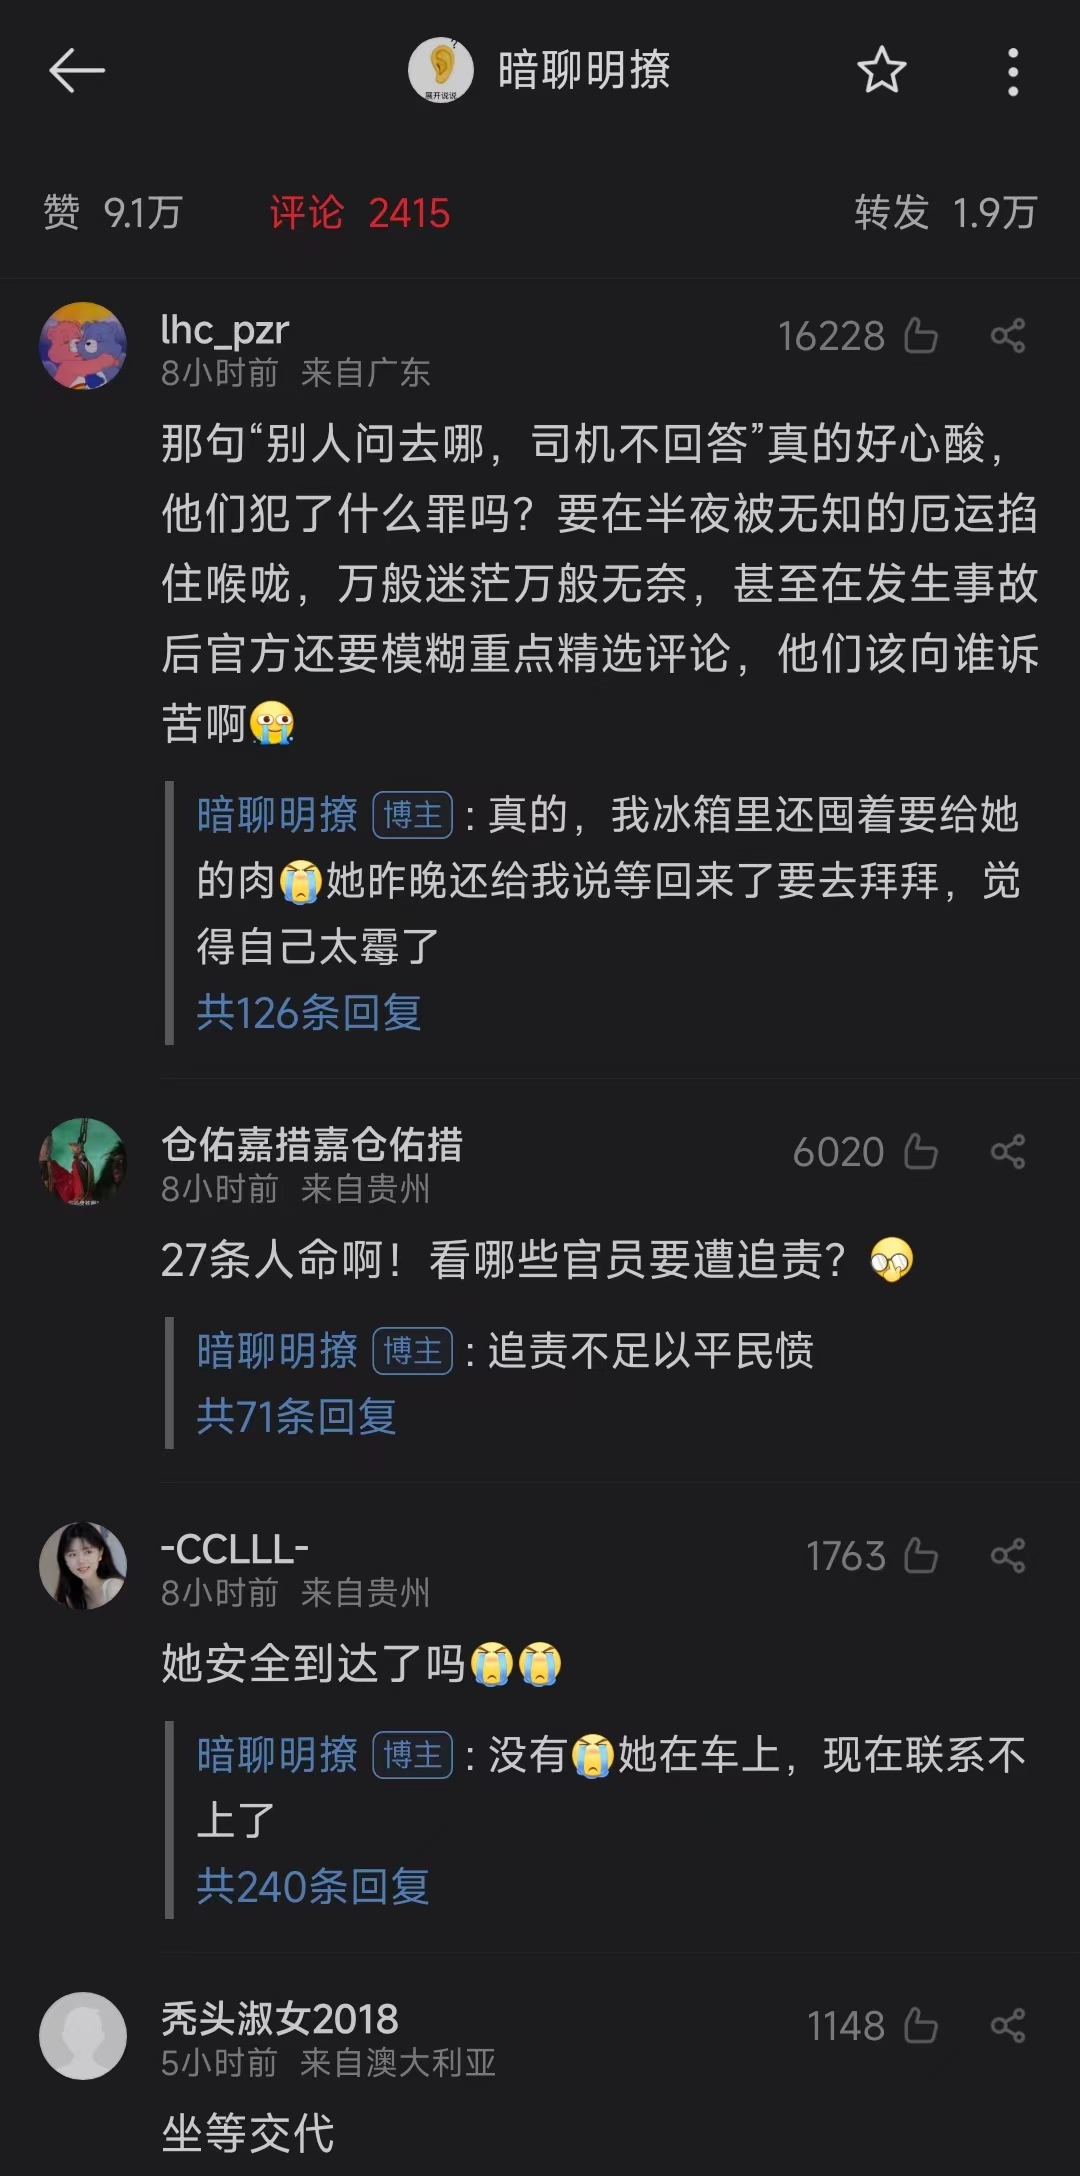 展开说说
暗聊明撩
赞 9.1万 评论 2415 转发 1.9万
lhc_pzr
16228
8小时前 来自广东
那句“别人问去哪，司机不回答”真的好心酸，
他们犯了什么罪吗？要在半夜被无知的厄运掐
住喉咙，万般迷茫万般无奈，甚至在发生事故
后官方还要模糊重点精选评论，他们该向谁诉
苦啊
暗聊明撩 博主：真的，我冰箱里还囤着要给她
的肉她昨晚还给我说等回来了要去拜拜，觉
得自己太霉了
共126条回复
仓佑嘉措嘉仓佑措
6020
8小时前 来自贵州
27条人命啊！看哪些官员要遭追责？
暗聊明撩 博主：追责不足以平民愤
共71条回复
-CCLLL-
1763
8小时前 来自贵州
她安全到达了吗
暗聊明撩 博主：没有她在车上，现在联系不
上了
共240条回复
秃头淑女2018
1148
5小时前 来自澳大利亚
坐等交代